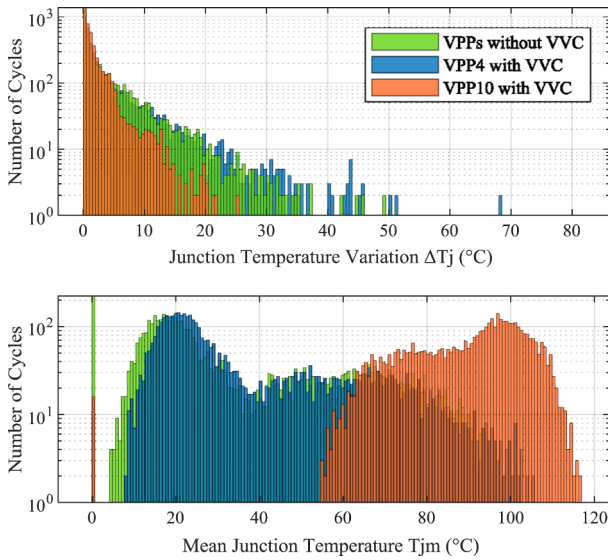 10³
10²
10¹
10⁰
Number of Cycles
VPPs without VVC
VPP4 with VVC
VPP10 with VVC
0 10 20 30 40 50 60 70 80
Junction Temperature Variation ΔTj (°C)
10²
10¹
10⁰
Number of Cycles
0 20 40 60 80 100 120
Mean Junction Temperature Tjm (°C)